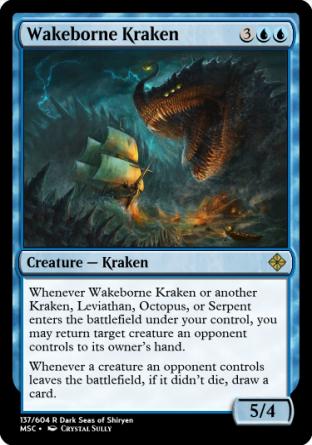 Wakeborne Kraken 3
Creature — Kraken
Whenever Wakeborne Kraken or another
Kraken, Leviathan, Octopus, or Serpent
enters the battlefield under your control, you
may return target creature an opponent
controls to its owner's hand.
Whenever a creature an opponent controls
leaves the battlefield, if it didn't die, draw a
card.
5/4
137/604 R Dark Seas of Shiryen
MSC • Crystal Sully